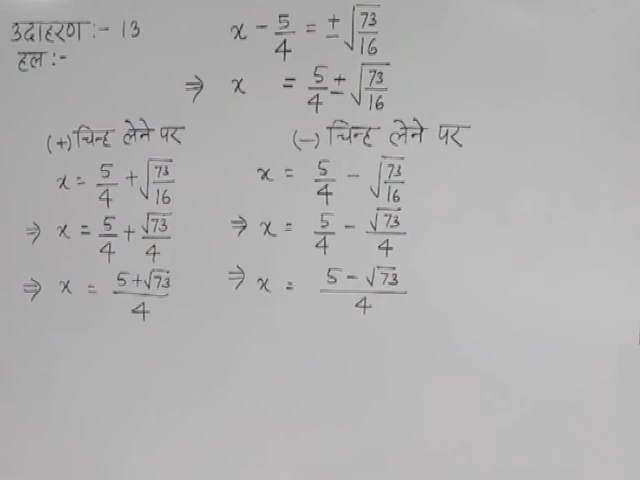 उदाहरण :- 13
हल :-
x - 5/4 = ± √(73/16)
⇒ x = 5/4 ± √(73/16)
(+) चिन्ह लेने पर
x = 5/4 + √(73/16)
⇒ x = 5/4 + √73/4
⇒ x = (5+√73)/4
(-) चिन्ह लेने पर
x = 5/4 - √(73/16)
⇒ x = 5/4 - √73/4
⇒ x = (5 - √73)/4